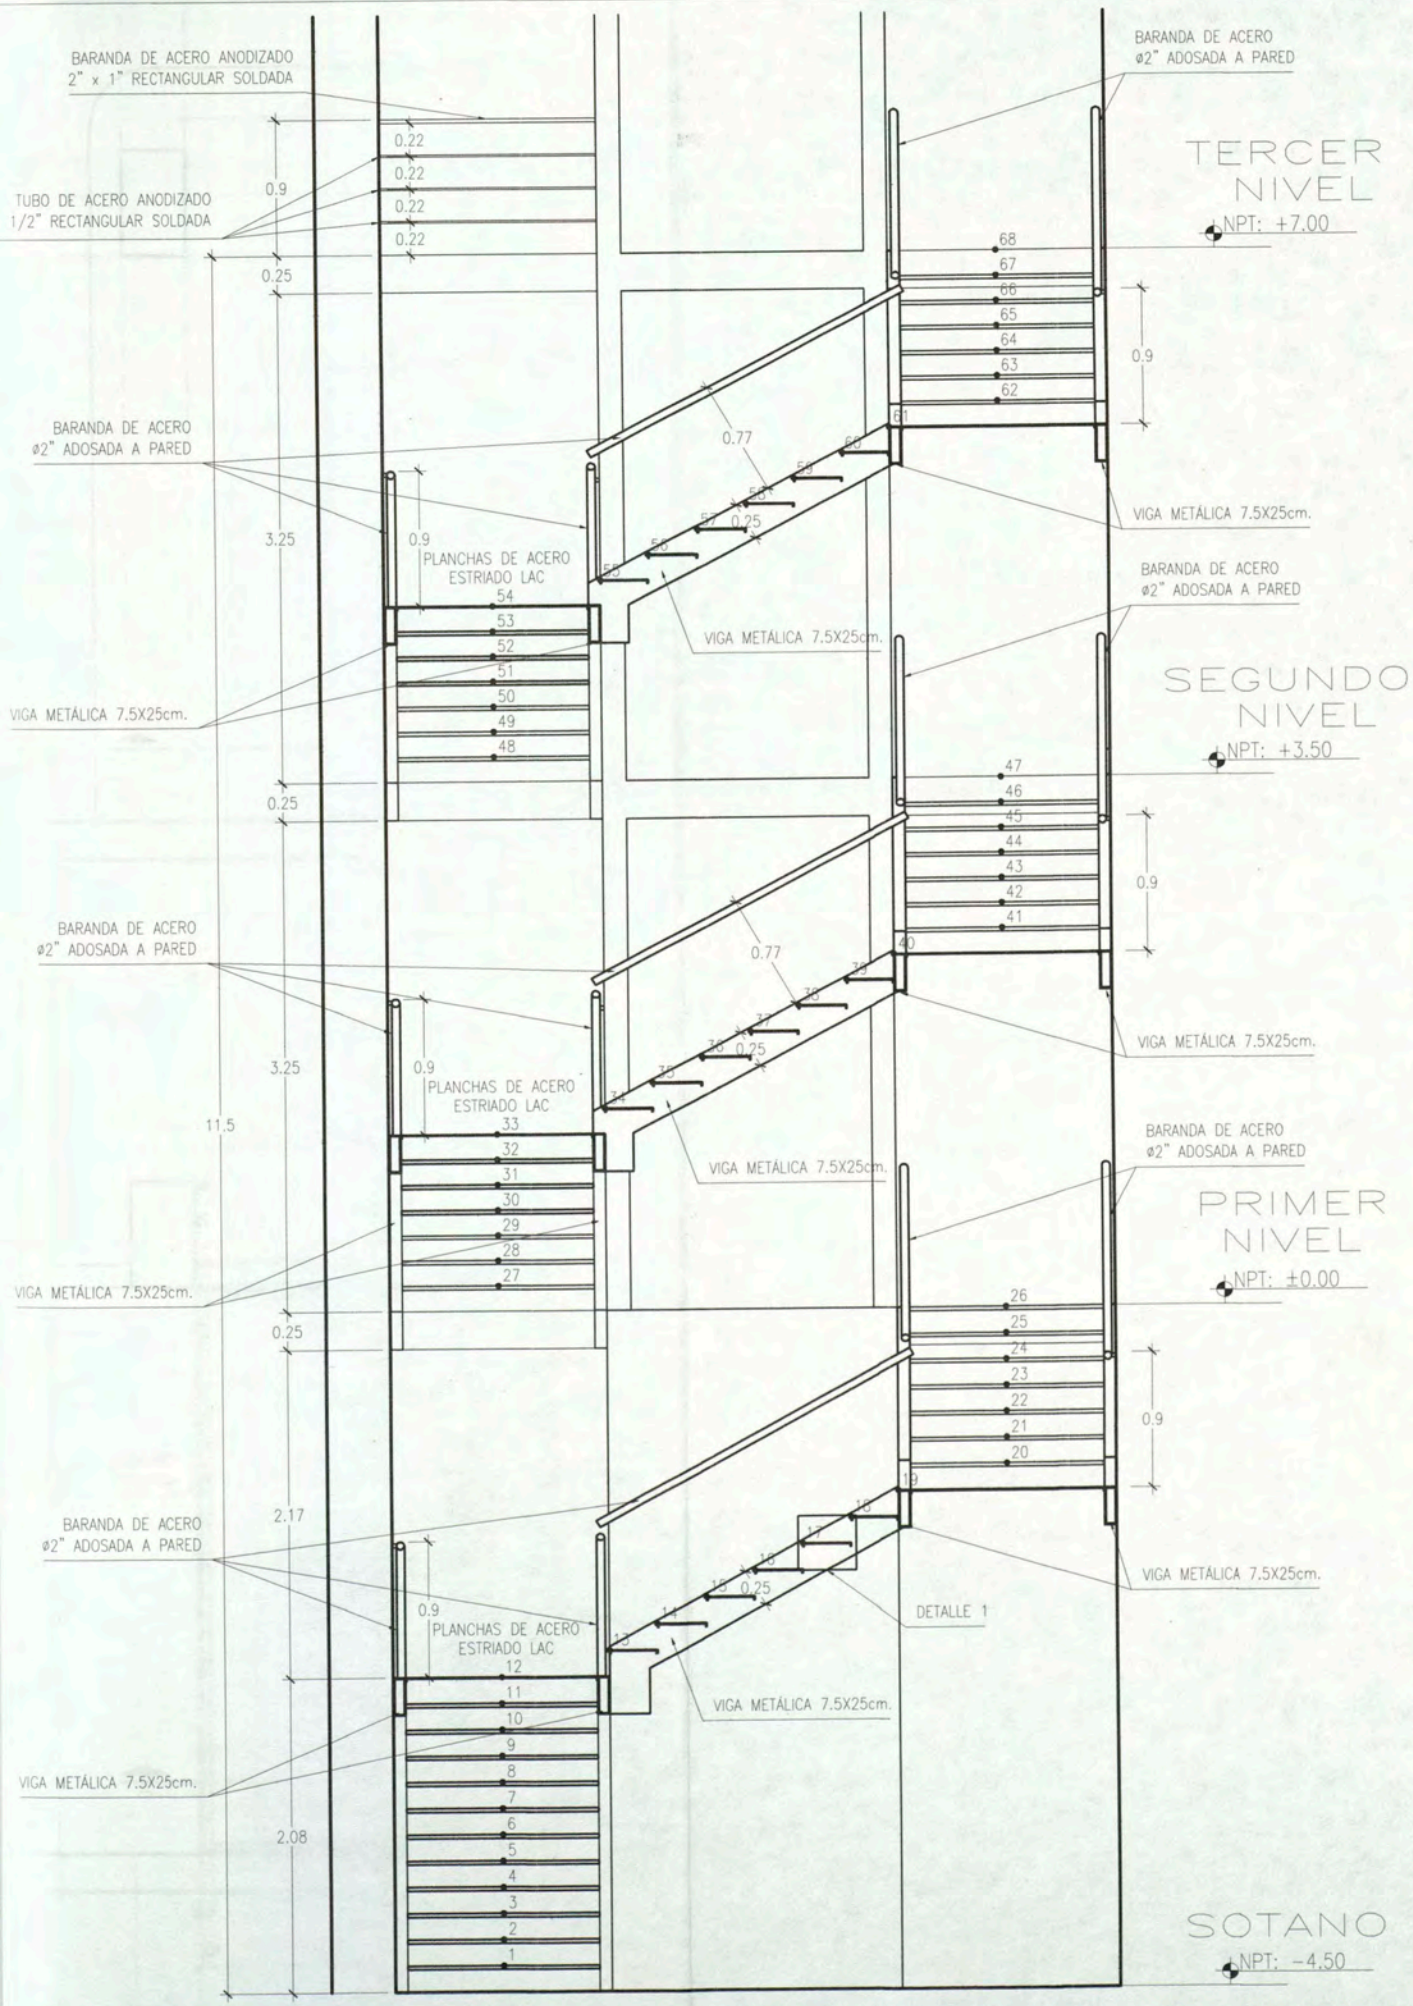 BARANDA DE ACERO ANODIZADO
2" x 1" RECTANGULAR SOLDADA
BARANDA DE ACERO
ø2" ADOSADA A PARED
0.22
0.22
0.22
0.22
0.9
TUBO DE ACERO ANODIZADO
1/2" RECTANGULAR SOLDADA
0.25
TERCER
NIVEL
NPT: +7.00
68
67
66
65
64
63
62
61
0.9
BARANDA DE ACERO
ø2" ADOSADA A PARED
0.77
60
59
58
57
56
55
0.25
VIGA METÁLICA 7.5X25cm.
3.25
0.9
PLANCHAS DE ACERO
ESTRIADO LAC
54
53
52
51
50
49
48
VIGA METÁLICA 7.5X25cm.
VIGA METÁLICA 7.5X25cm.
BARANDA DE ACERO
ø2" ADOSADA A PARED
SEGUNDO
NIVEL
NPT: +3.50
0.25
47
46
45
44
43
42
41
40
0.9
BARANDA DE ACERO
ø2" ADOSADA A PARED
0.77
39
38
37
36
35
34
0.25
VIGA METÁLICA 7.5X25cm.
3.25
11.5
0.9
PLANCHAS DE ACERO
ESTRIADO LAC
33
32
31
30
29
28
27
VIGA METÁLICA 7.5X25cm.
VIGA METÁLICA 7.5X25cm.
BARANDA DE ACERO
ø2" ADOSADA A PARED
PRIMER
NIVEL
NPT: ±0.00
0.25
26
25
24
23
22
21
20
19
0.9
2.17
BARANDA DE ACERO
ø2" ADOSADA A PARED
18
17
16
15
14
13
0.25
VIGA METÁLICA 7.5X25cm.
DETALLE 1
0.9
PLANCHAS DE ACERO
ESTRIADO LAC
12
11
10
9
8
7
6
5
4
3
2
1
VIGA METÁLICA 7.5X25cm.
VIGA METÁLICA 7.5X25cm.
2.08
SOTANO
NPT: -4.50